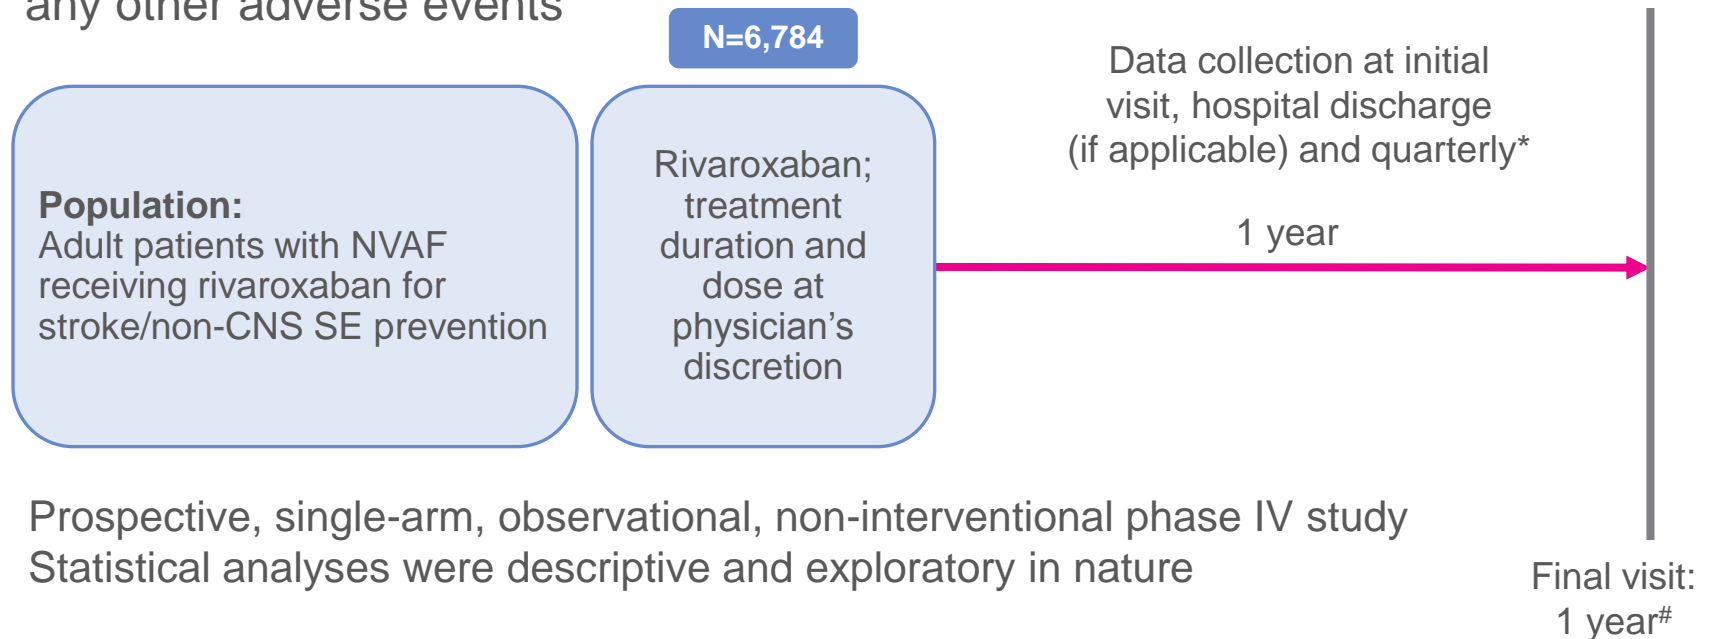 any other adverse events
N=6,784
Population:
Adult patients with NVAF
receiving rivaroxaban for
stroke/non-CNS SE prevention
Rivaroxaban;
treatment
duration and
dose at
physician’s
discretion
Data collection at initial
visit, hospital discharge
(if applicable) and quarterly*
1 year
Prospective, single-arm, observational, non-interventional phase IV study
Statistical analyses were descriptive and exploratory in nature
Final visit:
1 year#